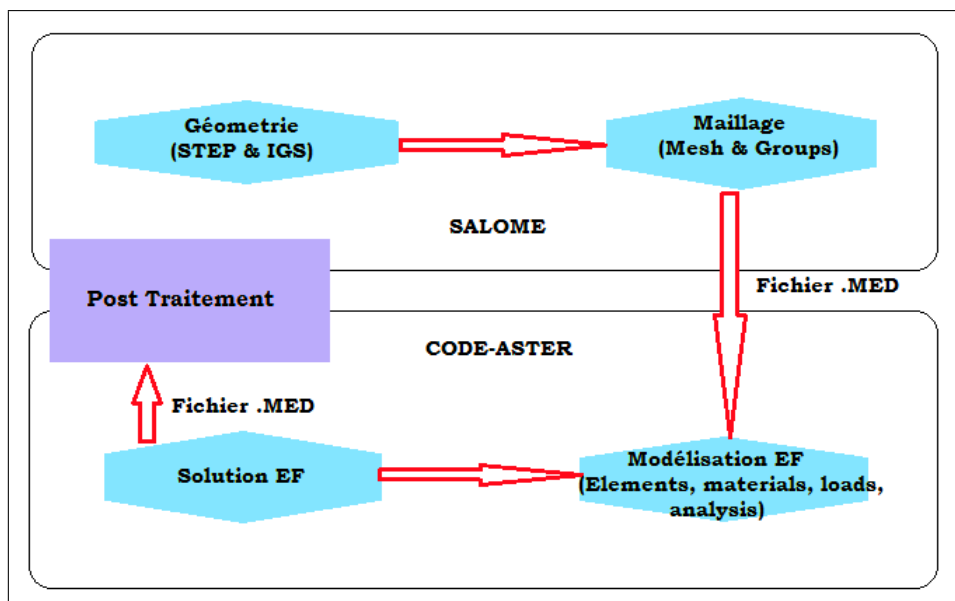 Géometrie
(STEP & IGS)
Maillage
(Mesh & Groups)
SALOME
Post Traitement
Fichier .MED
CODE-ASTER
Fichier .MED
Solution EF
Modélisation EF
(Elements, materials, loads,
analysis)